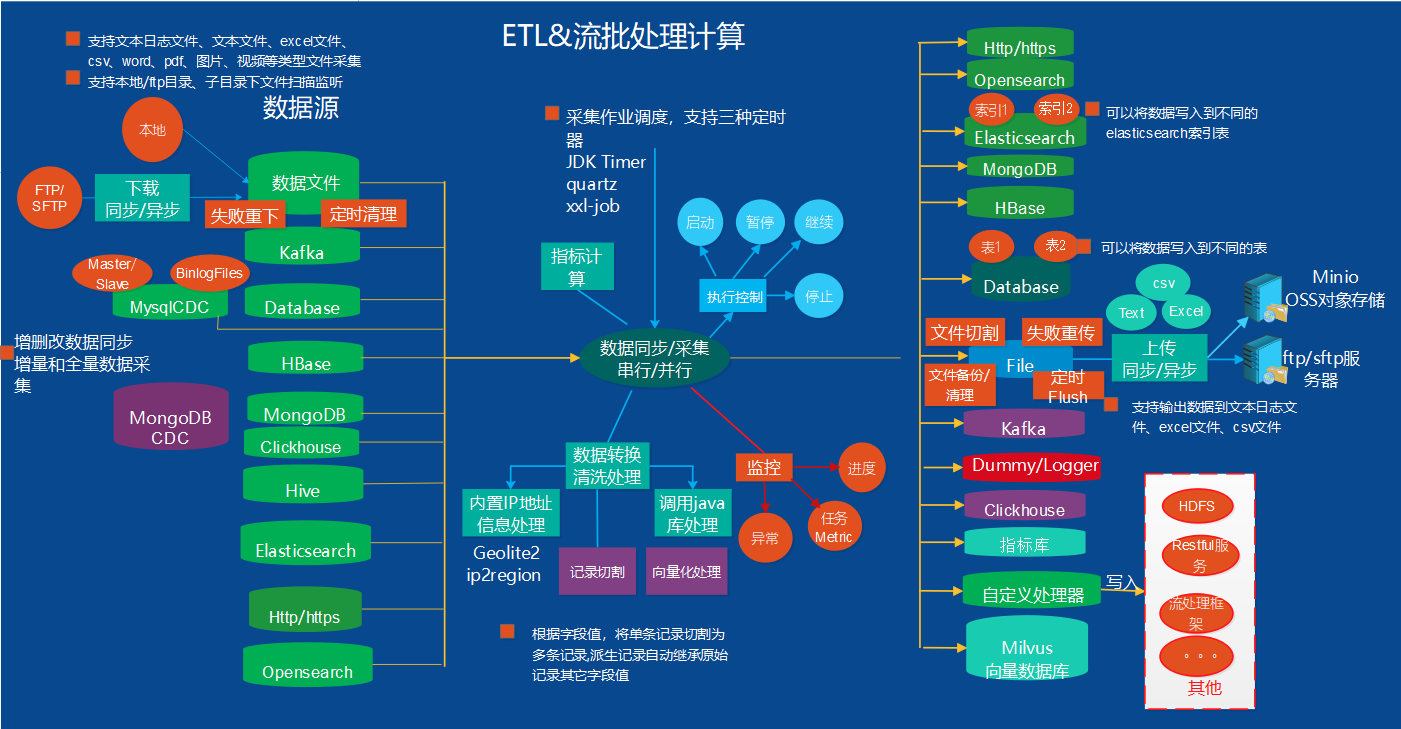 ETL&流批处理计算
支持文本日志文件、文本文件、excel文件、
csv、word、pdf、图片、视频等类型文件采集
支持本地/ftp目录、子目录下文件扫描监听
数据源
本地
FTP/
SFTP
下载
同步/异步
数据文件
失败重下
定时清理
Kafka
Master/
Slave
BinlogFiles
MysqlCDC
Database
增删改数据同步
增量和全量数据采
集
HBase
MongoDB
CDC
MongoDB
Clickhouse
Hive
Elasticsearch
Http/https
Opensearch
采集作业调度，支持三种定时
器
JDK Timer
quartz
xxl-job
指标计
算
启动
暂停
继续
执行控制
停止
数据同步/采集
串行/并行
数据转换
清洗处理
内置IP地址
信息处理
调用java
库处理
Geolite2
ip2region
记录切割
向量化处理
监控
进度
异常
任务
Metric
根据字段值，将单条记录切割为
多条记录,派生记录自动继承原始
记录其它字段值
Http/https
Opensearch
索引1
索引2
Elasticsearch
可以将数据写入到不同的
elasticsearch索引表
MongoDB
HBase
表1
表2
可以将数据写入到不同的表
Database
csv
Text
Excel
Minio
OSS对象存储
文件切割
失败重传
File
上传
同步/异步
ftp/sftp服
务器
文件备份/
清理
定时
Flush
支持输出数据到文本日志文
件、excel文件、csv文件
Kafka
Dummy/Logger
Clickhouse
指标库
自定义处理器
写入
Milvus
向量数据库
HDFS
Restful服
务
流处理框
架
。。。
其他